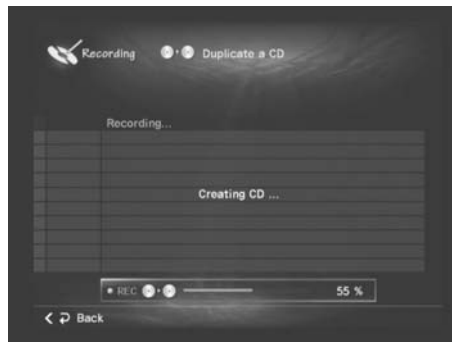 Recording Duplicate a CD
Recording...
Creating CD ...
REC 55 %
Back